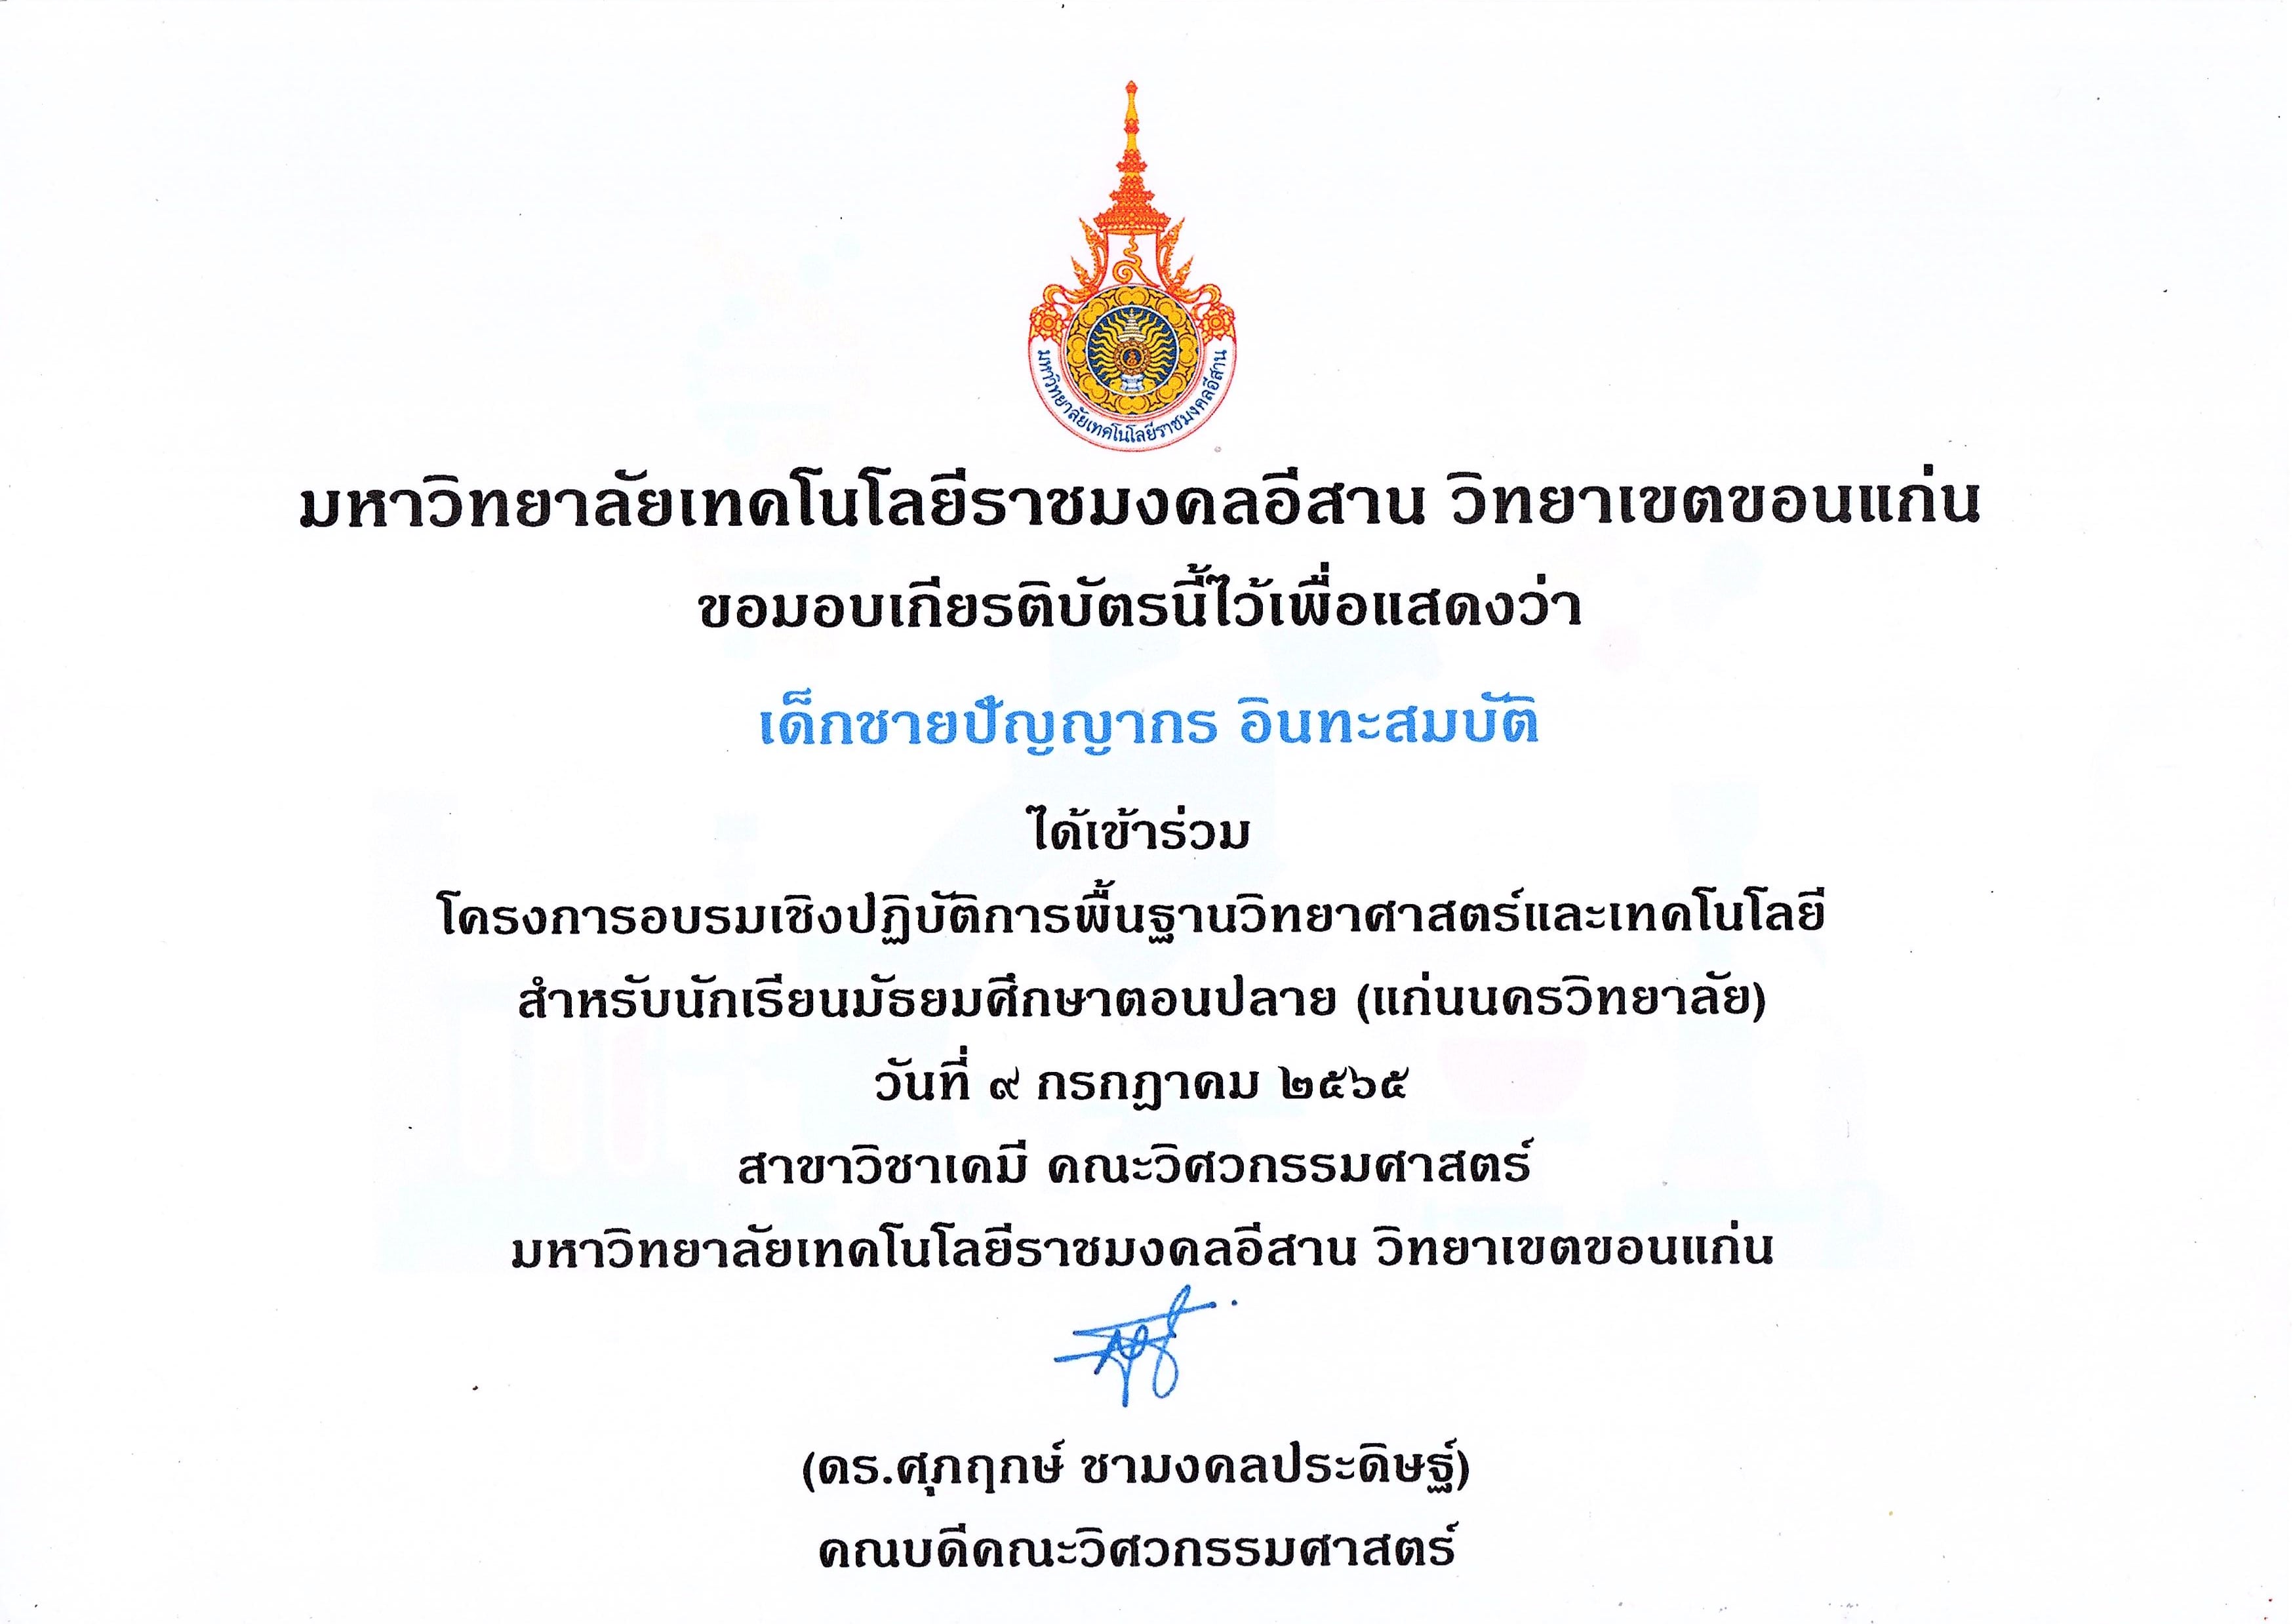 มหาวิทยาลัยเทคโนโลยีราชมงคลอีสาน
มหาวิทยาลัยเทคโนโลยีราชมงคลอีสาน วิทยาเขตขอนแก่น
ขอมอบเกียรติบัตรนี้ไว้เพื่อแสดงว่า
เด็กชายปัญญากร อินทะสมบัติ
ได้เข้าร่วม
โครงการอบรมเชิงปฏิบัติการพื้นฐานวิทยาศาสตร์และเทคโนโลยี
สำหรับนักเรียนมัธยมศึกษาตอนปลาย (แก่นนครวิทยาลัย)
วันที่ ๙ กรกฎาคม ๒๕๖๕
สาขาวิชาเคมี คณะวิศวกรรมศาสตร์
มหาวิทยาลัยเทคโนโลยีราชมงคลอีสาน วิทยาเขตขอนแก่น
(ดร.ศุภฤกษ์ ชามงคลประดิษฐ์)
คณบดีคณะวิศวกรรมศาสตร์